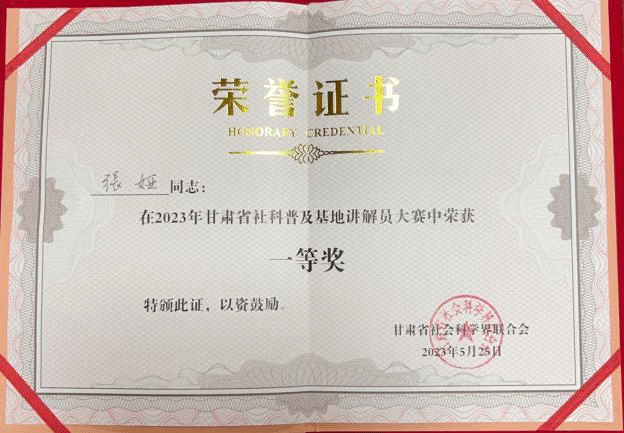 荣誉证书
HONORARY CREDENTIAL
張娅同志：
在2023年甘肃省社科普及基地讲解员大赛中荣获
一等奖
特颁此证，以资鼓励。
甘肃省社会科学界联合会
2023年5月25日